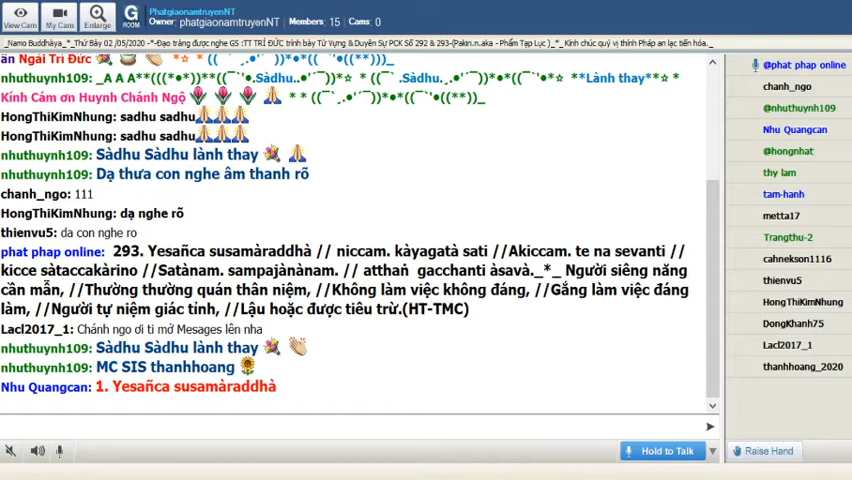 View Cam
My Cam
Enlarge
G
ROOM
PhatgiaonamtruyenNT
Owner: phatgiaonamtruyenNT | Members: 15 | Cams: 0
_Namo Buddhàya_*_Thứ Bảy 02 /05/2020 -*-Đạo tràng được nghe GS :TT TRÍ ĐỨC trình bày Từ Vựng & Duyên Sự PCK Số 292 & 293-(Pakin.n.aka - Phẩm Tạp Lục )_*_ Kính chúc quý vị thính Pháp an lạc tiến hóa._
ân Ngài Trí Đức
nhuthuynh109: _A A A**(((*•*))**((¯`'•.Sàdhu..•'´¯))*•☆ * ((¯`'•.Sàdhu.,•'´¯))*•*((¯`'•*☆ **Lành thay**☆ *
Kính Cám ơn Huynh Chánh Ngộ
HongThiKimNhung: sadhu sadhu
HongThiKimNhung: sadhu sadhu
nhuthuynh109: Sàdhu Sàdhu lành thay
nhuthuynh109: Dạ thưa con nghe âm thanh rõ
chanh_ngo: 111
HongThiKimNhung: dạ nghe rõ
thienvu5: da con nghe ro
phat phap online: 293. Yesañca susamàraddhà // niccam. kàyagatà sati //Akiccam. te na sevanti //
kicce sàtaccakàrino //Satànam. sampajànànam. // atthaṅ gacchanti àsavà._*_ Người siêng năng
cần mẫn, //Thường thường quán thân niệm, //Không làm việc không đáng, //Gắng làm việc đáng
làm, //Người tự niệm giác tinh, //Lậu hoặc được tiêu trừ.(HT-TMC)
Lacl2017_1: Chánh ngơi ơi ti mở Mesages lên nha
nhuthuynh109: Sàdhu Sàdhu lành thay
nhuthuynh109: MC SIS thanhhoang
Nhu Quangcan: 1. Yesañca susamàraddhà
@phat phap online
chanh_ngo
@nhuthuynh109
Nhu Quangcan
@hongnhat
thy lam
tam-hanh
metta17
Trangthu-2
cahnekson1116
thienvu5
HongThiKimNhung
DongKhanh75
Lacl2017_1
thanhhoang_2020
Hold to Talk
Raise Hand